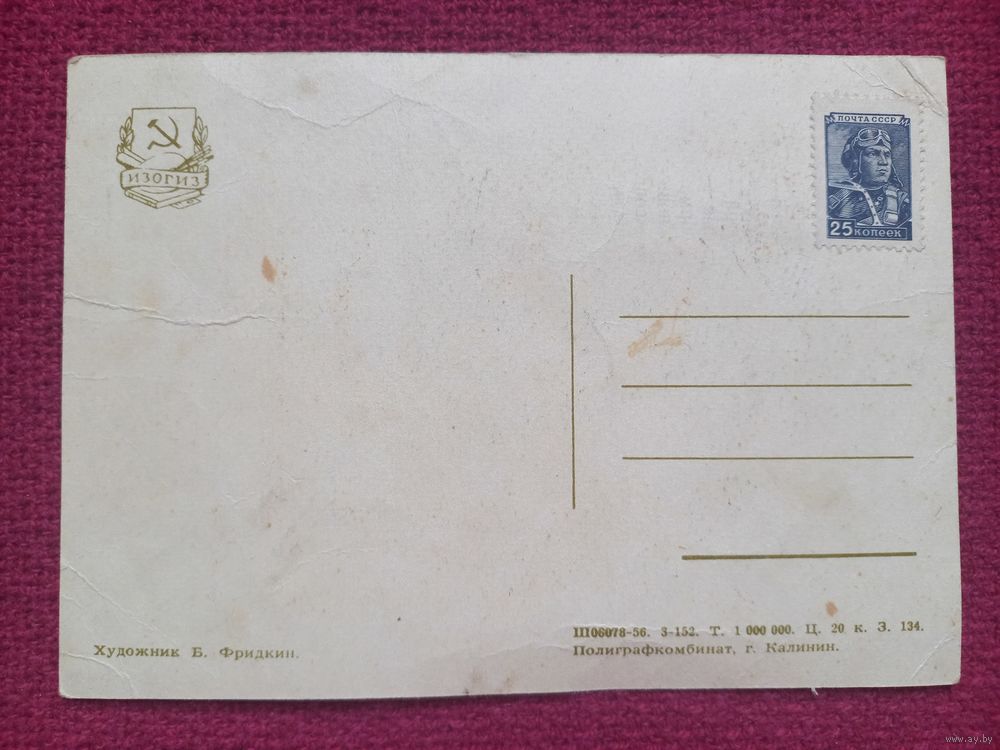 ИЗОГИЗ
ПОЧТА СССР
25 КОПЕЕК
Художник Б. Фридкин.
Ш06078-56. 3-152. Т. 1 000 000. Ц. 20 к. З. 134.
Полиграфкомбинат, г. Калинин.
www.ay.by